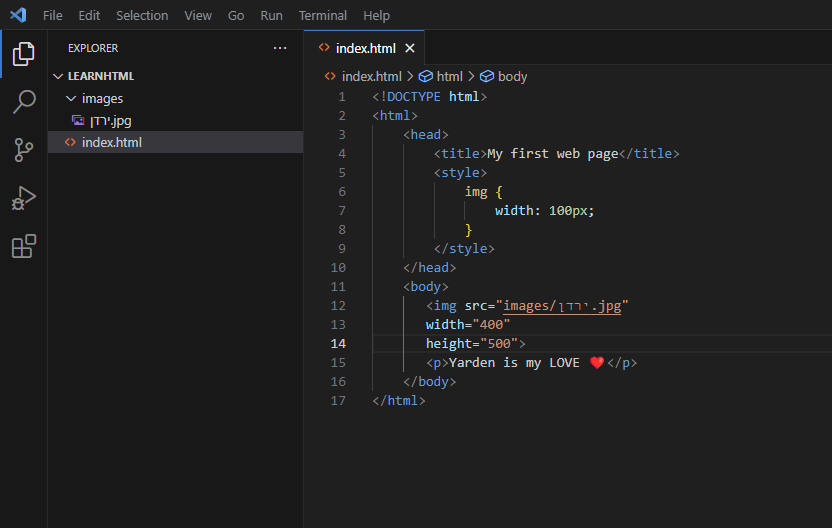 File Edit Selection View Go Run Terminal Help
EXPLORER ···
LEARNHTML
images
ירדן.jpg
index.html
index.html ×
index.html > html > body
1 <!DOCTYPE html>
2 <html>
3 <head>
4 <title>My first web page</title>
5 <style>
6 img {
7 width: 100px;
8 }
9 </style>
10 </head>
11 <body>
12 <img src="images/ירדן.jpg"
13 width="400"
14 height="500">
15 <p>Yarden is my LOVE ❤️</p>
16 </body>
17 </html>